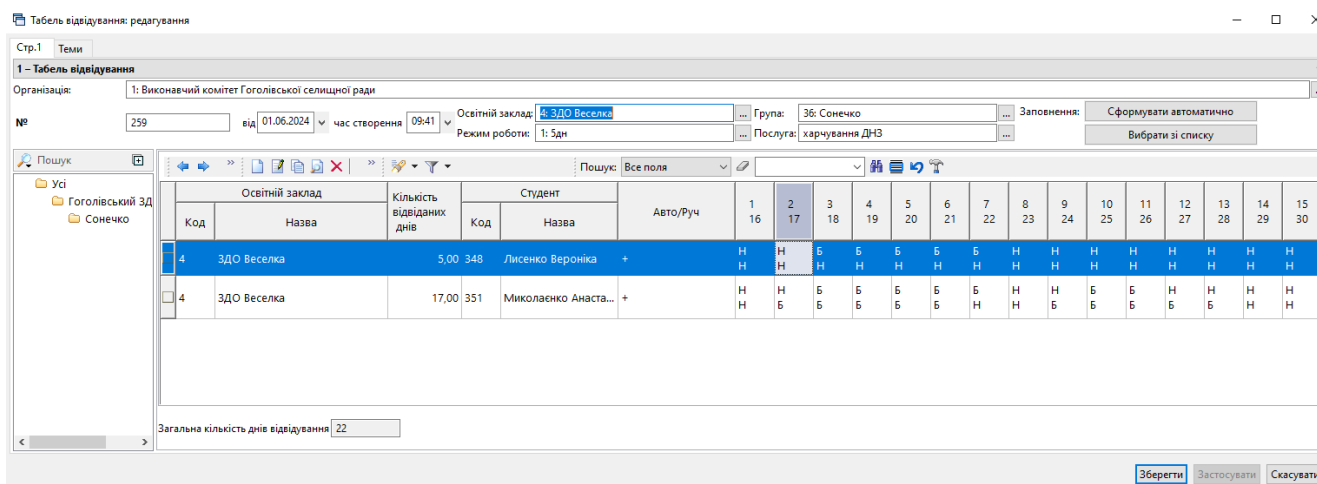 Табель відвідування: редагування
Стр.1 Теми
1 – Табель відвідування
Організація: 1: Виконавчий комітет Гоголівської селищної ради ...
№ 259 від 01.06.2024 час створення 09:41 Освітній заклад: 4: ЗДО Веселка ... Група: 36: Сонечко ... Заповнення: Сформувати автоматично
Режим роботи: 1: 5дн ... Послуга: харчування ДНЗ ... Вибрати зі списку
Пошук » » Пошук: Все поля
Усі
Гоголівський ЗД
Сонечко
Освітній заклад Кількість відвіданих днів Студент Авто/Руч 1 2 3 4 5 6 7 8 9 10 11 12 13 14 15
Код Назва Код Назва 16 17 18 19 20 21 22 23 24 25 26 27 28 29 30
4 ЗДО Веселка 5,00 348 Лисенко Вероніка + Н Н Б Б Б Б Б Н Н Н Н Н Н Н Н
Н Н Н Н Н Н Н Н Н Н Н Н Н Н Н
4 ЗДО Веселка 17,00 351 Миколаєнко Анаста... + Н Н Б Б Б Б Б Н Н Б Б Н Н Н Н
Н Б Б Б Б Б Н Н Б Б Б Б Б Н Н
Загальна кількість днів відвідування 22
Зберегти Застосувати Скасувати